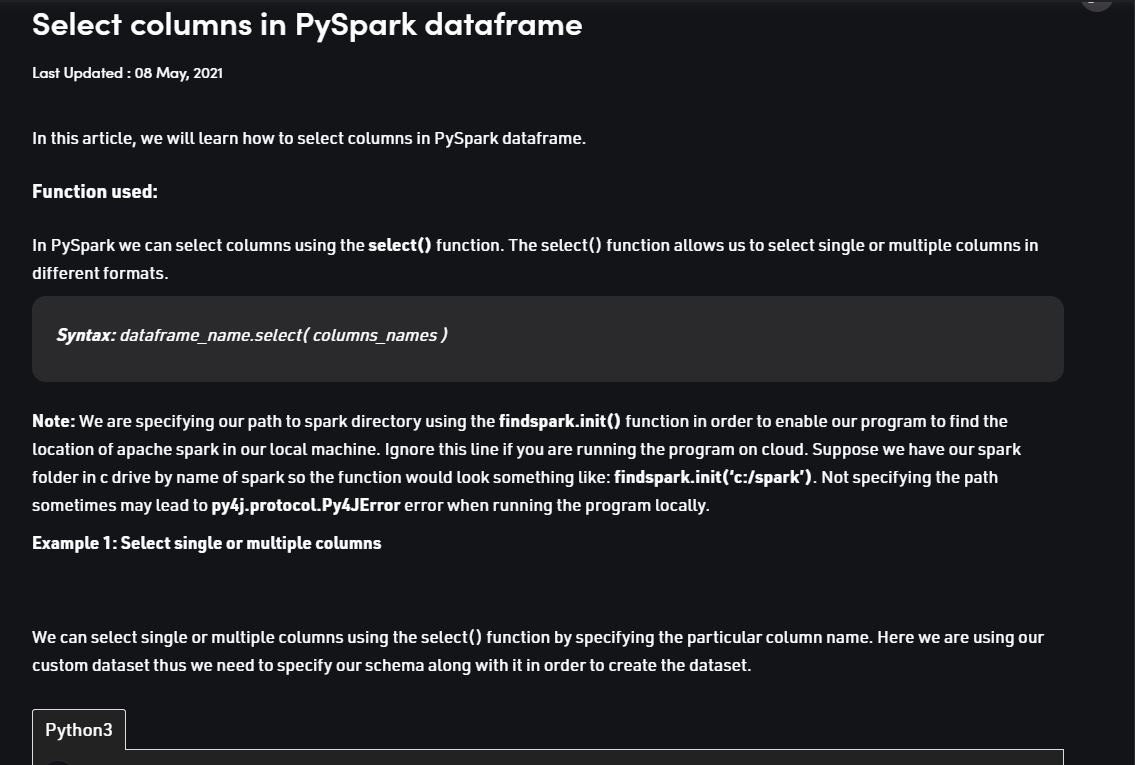 Select columns in PySpark dataframe
Last Updated : 08 May, 2021
In this article, we will learn how to select columns in PySpark dataframe.
Function used:
In PySpark we can select columns using the select() function. The select() function allows us to select single or multiple columns in
different formats.
Syntax: dataframe_name.select( columns_names )
Note: We are specifying our path to spark directory using the findspark.init() function in order to enable our program to find the
location of apache spark in our local machine. Ignore this line if you are running the program on cloud. Suppose we have our spark
folder in c drive by name of spark so the function would look something like: findspark.init(‘c:/spark’). Not specifying the path
sometimes may lead to py4j.protocol.Py4JError error when running the program locally.
Example 1: Select single or multiple columns
We can select single or multiple columns using the select() function by specifying the particular column name. Here we are using our
custom dataset thus we need to specify our schema along with it in order to create the dataset.
Python3